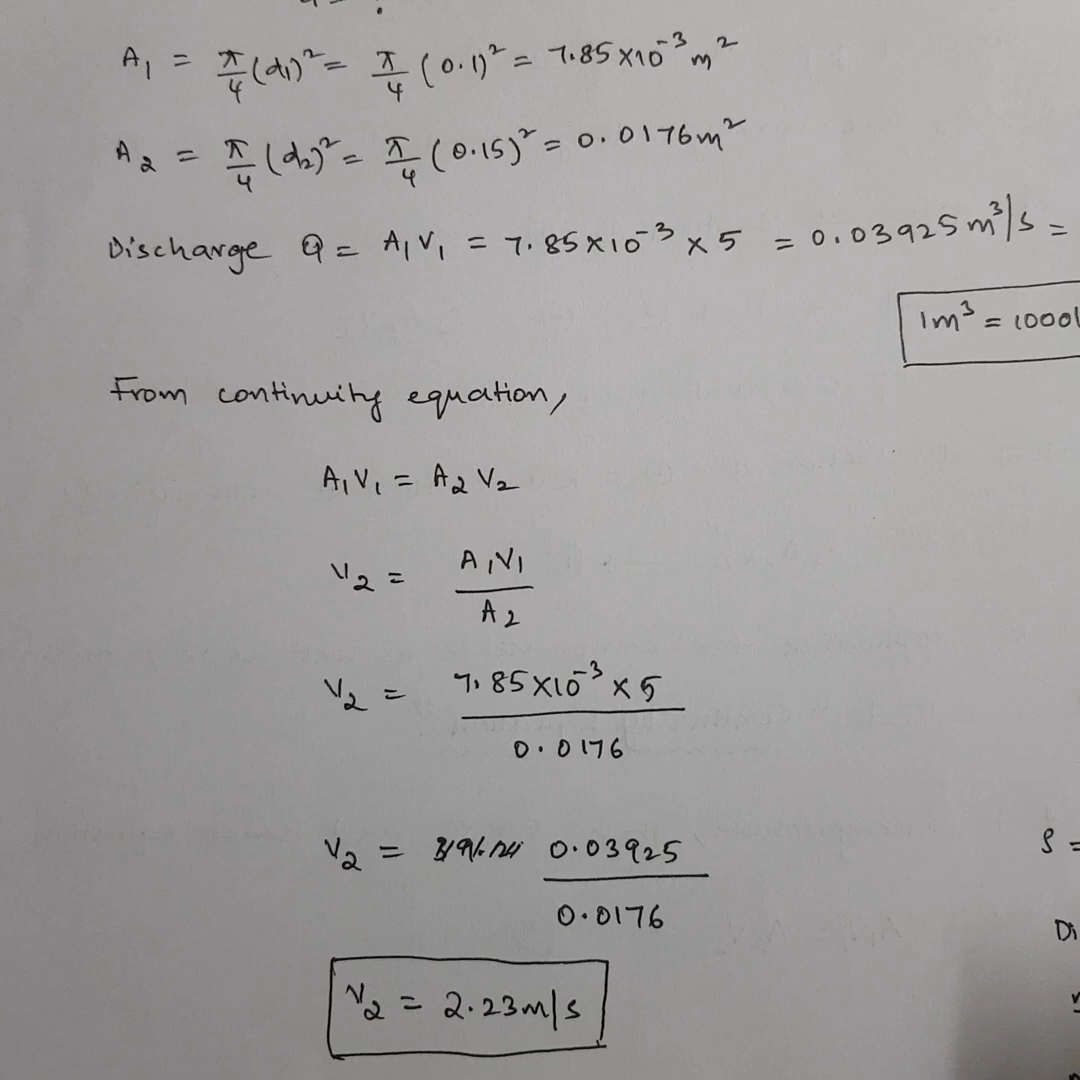 A₁ = π/4 (d₁)² = π/4 (0.1)² = 7.85 × 10⁻³ m²
A₂ = π/4 (d₂)² = π/4 (0.15)² = 0.0176 m²
Discharge Q = A₁V₁ = 7.85 × 10⁻³ × 5 = 0.03925 m³/s =
1m³ = 1000l
From continuity equation,
A₁V₁ = A₂V₂
V₂ = A₁V₁ / A₂
V₂ = 7.85 × 10⁻³ × 5 / 0.0176
V₂ = 0.03925 / 0.0176
V₂ = 2.23 m/s
Di